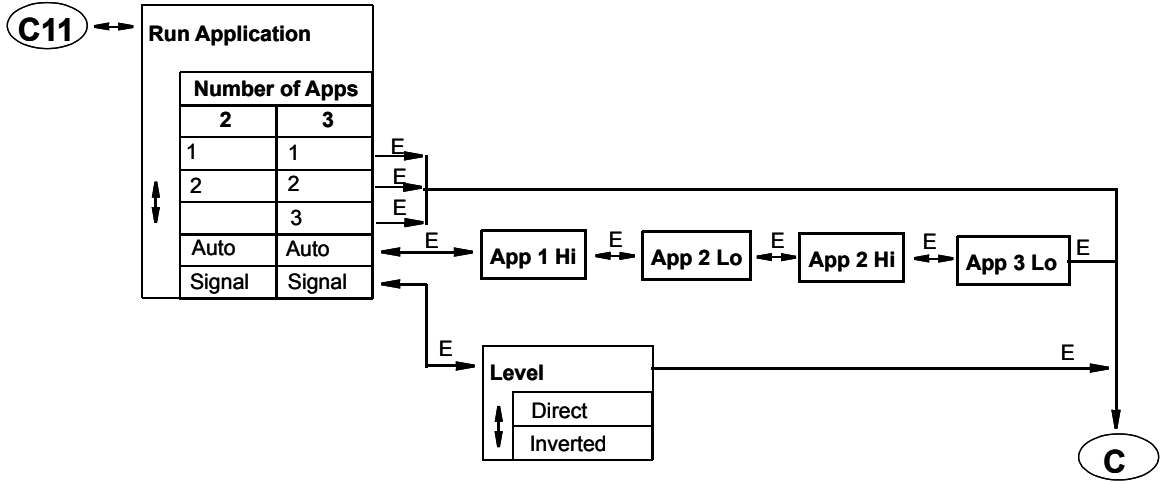 C11
Run Application
Number of Apps
2 3
1 1 E
2 2 E
3 E
Auto Auto E App 1 Hi E App 2 Lo E App 2 Hi E App 3 Lo E
Signal Signal
E Level E
Direct
Inverted
C